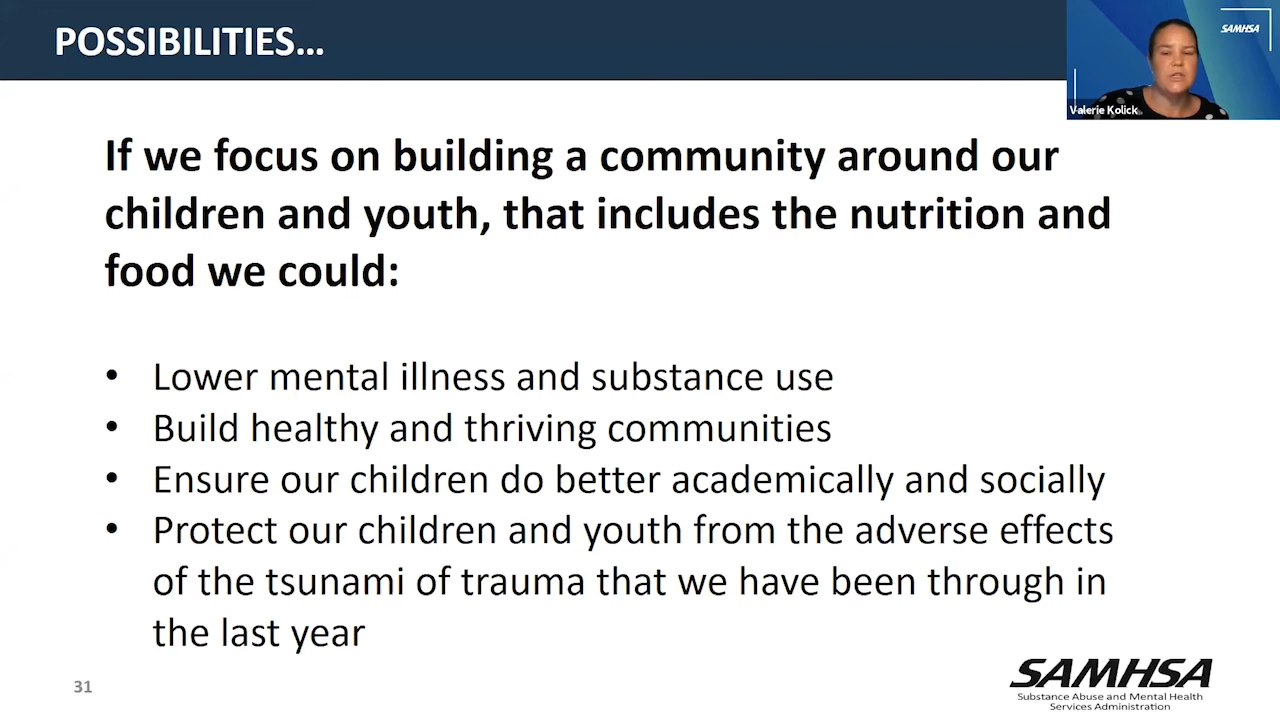 POSSIBILITIES...
SAMHSA
Valerie Kolick
If we focus on building a community around our
children and youth, that includes the nutrition and
food we could:
• Lower mental illness and substance use
• Build healthy and thriving communities
• Ensure our children do better academically and socially
• Protect our children and youth from the adverse effects
of the tsunami of trauma that we have been through in
the last year
31
SAMHSA
Substance Abuse and Mental Health
Services Administration